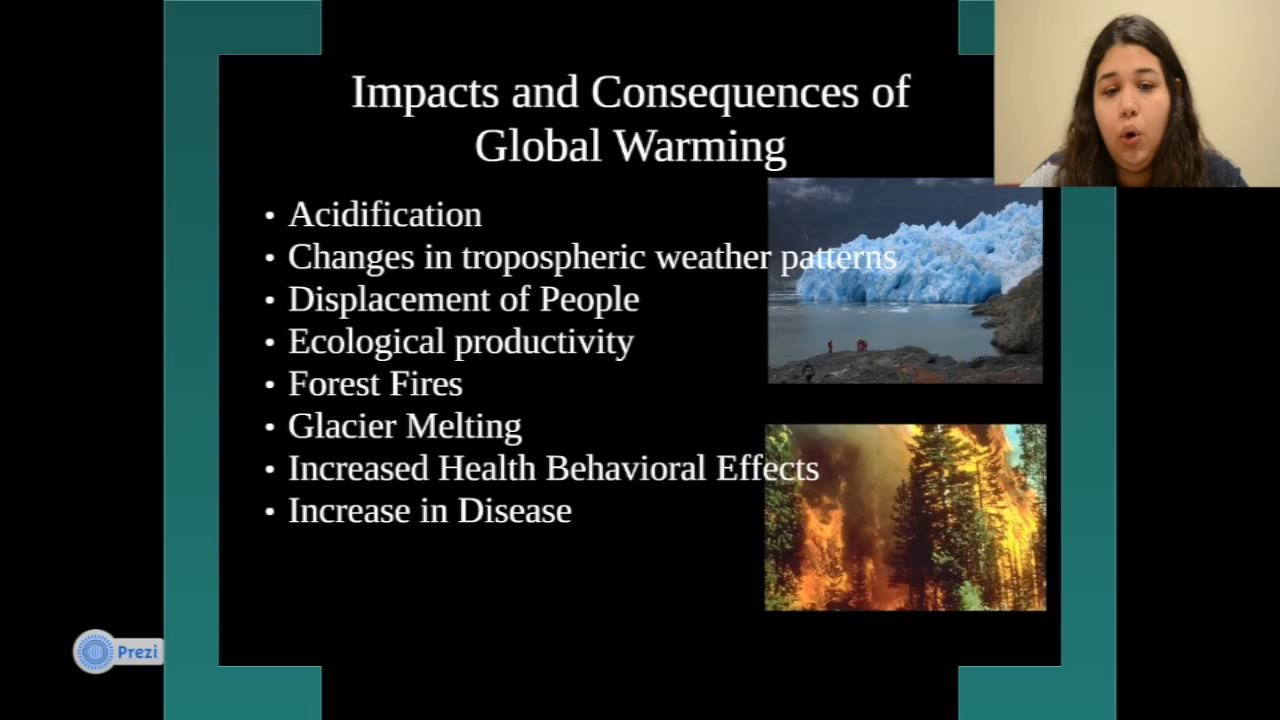 Impacts and Consequences of
Global Warming
• Acidification
• Changes in tropospheric weather patterns
• Displacement of People
• Ecological productivity
• Forest Fires
• Glacier Melting
• Increased Health Behavioral Effects
• Increase in Disease
Prezi